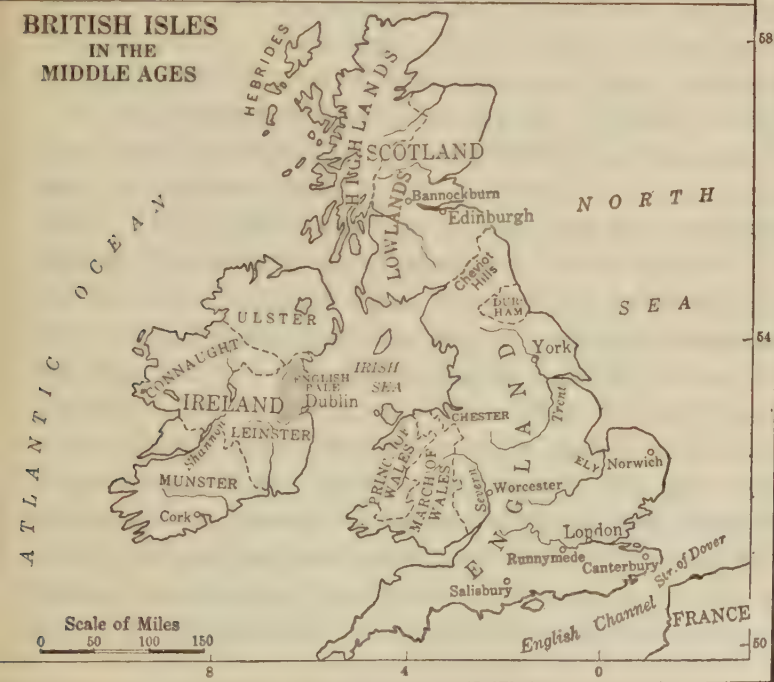 BRITISH ISLES
IN THE
MIDDLE AGES
58
HEBRIDES
HIGHLANDS
SCOTLAND
LOWLANDS
Bannockburn
Edinburgh
NORTH
SEA
ATLANTIC OCEAN
Cheviot
Hills
DUR-
HAM
ULSTER
54
York
CONNAUGHT
IRISH
SEA
ENGLISH
PALE
Dublin
IRELAND
Trent
CHESTER
LEINSTER
Shannon
ENGLAND
PRINC. OF
WALES
MARCH OF
WALES
ELY
Norwich
MUNSTER
Severn
Worcester
Cork
London
Runnymede
Canterbury
Str. of Dover
Salisbury
English Channel
FRANCE
Scale of Miles
0 50 100 150
50
8 4 0